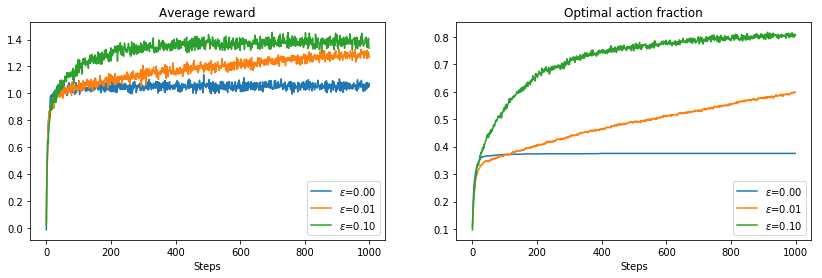 Average reward
1.4
1.2
1.0
0.8
0.6
0.4
0.2
0.0
0 200 400 600 800 1000
Steps
ε=0.00
ε=0.01
ε=0.10
Optimal action fraction
0.8
0.7
0.6
0.5
0.4
0.3
0.2
0.1
0 200 400 600 800 1000
Steps
ε=0.00
ε=0.01
ε=0.10